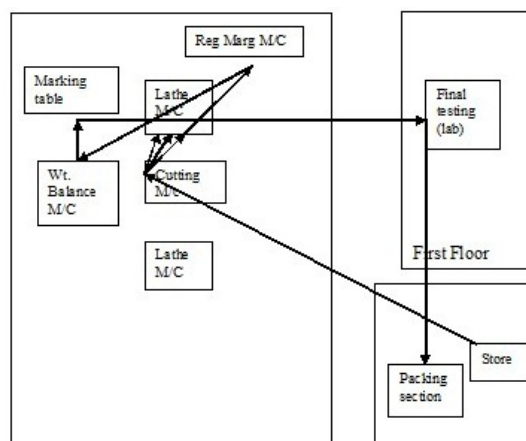 Reg Marg M/C
Marking
table
Lathe
M/C
Final
testing
(lab)
Wt.
Balance
M/C
Cutting
M/C
Lathe
M/C
First Floor
Store
Packing
section